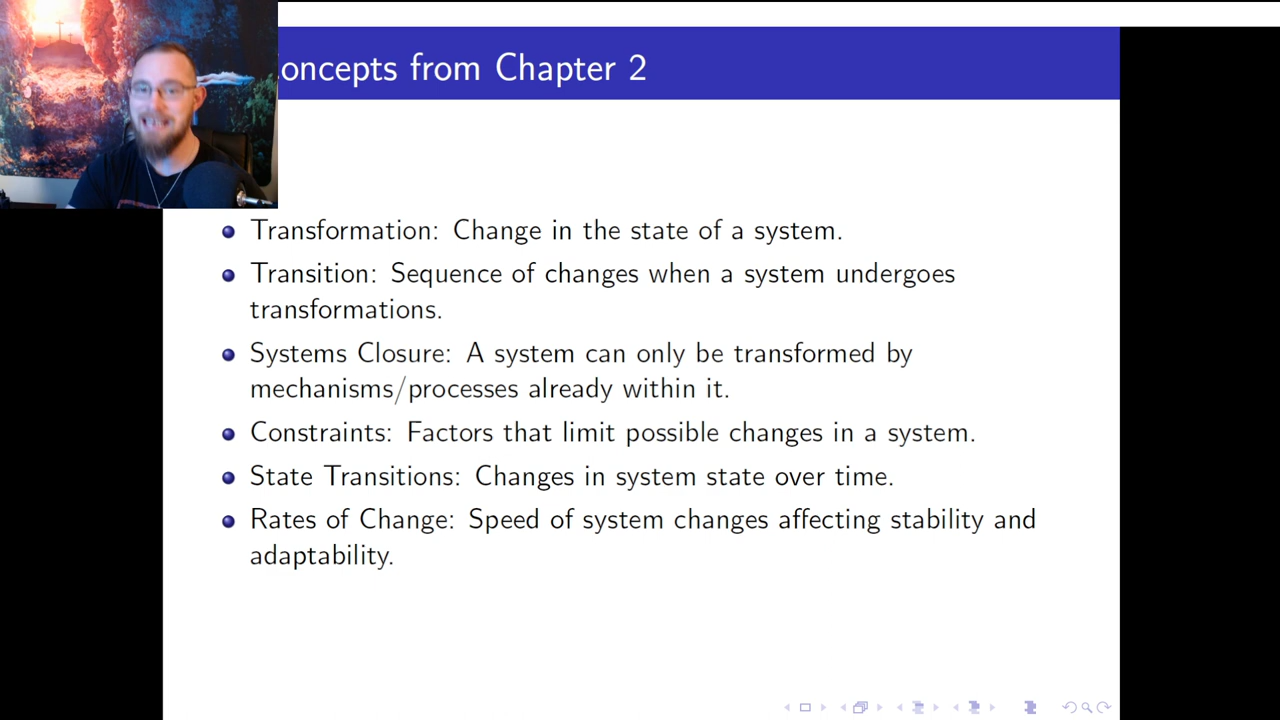 oncepts from Chapter 2
Transformation: Change in the state of a system.
Transition: Sequence of changes when a system undergoes
transformations.
Systems Closure: A system can only be transformed by
mechanisms/processes already within it.
Constraints: Factors that limit possible changes in a system.
State Transitions: Changes in system state over time.
Rates of Change: Speed of system changes affecting stability and
adaptability.